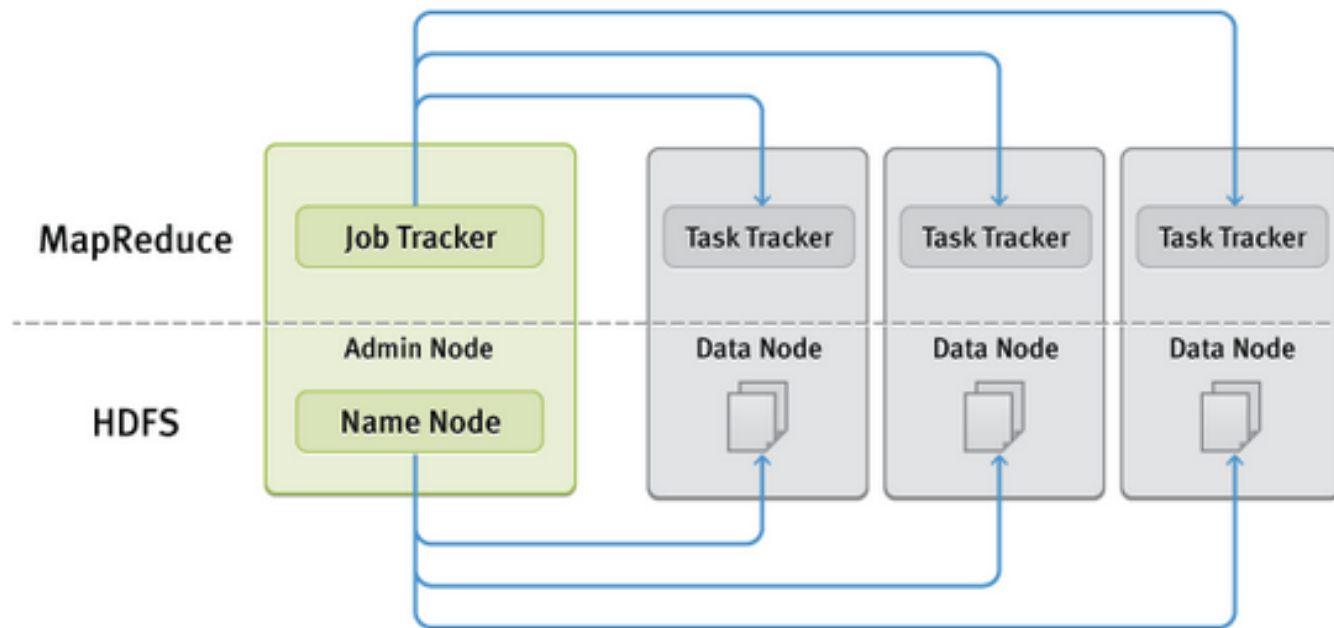 MapReduce
Job Tracker
Task Tracker
Task Tracker
Task Tracker
Admin Node
Data Node
Data Node
Data Node
HDFS
Name Node